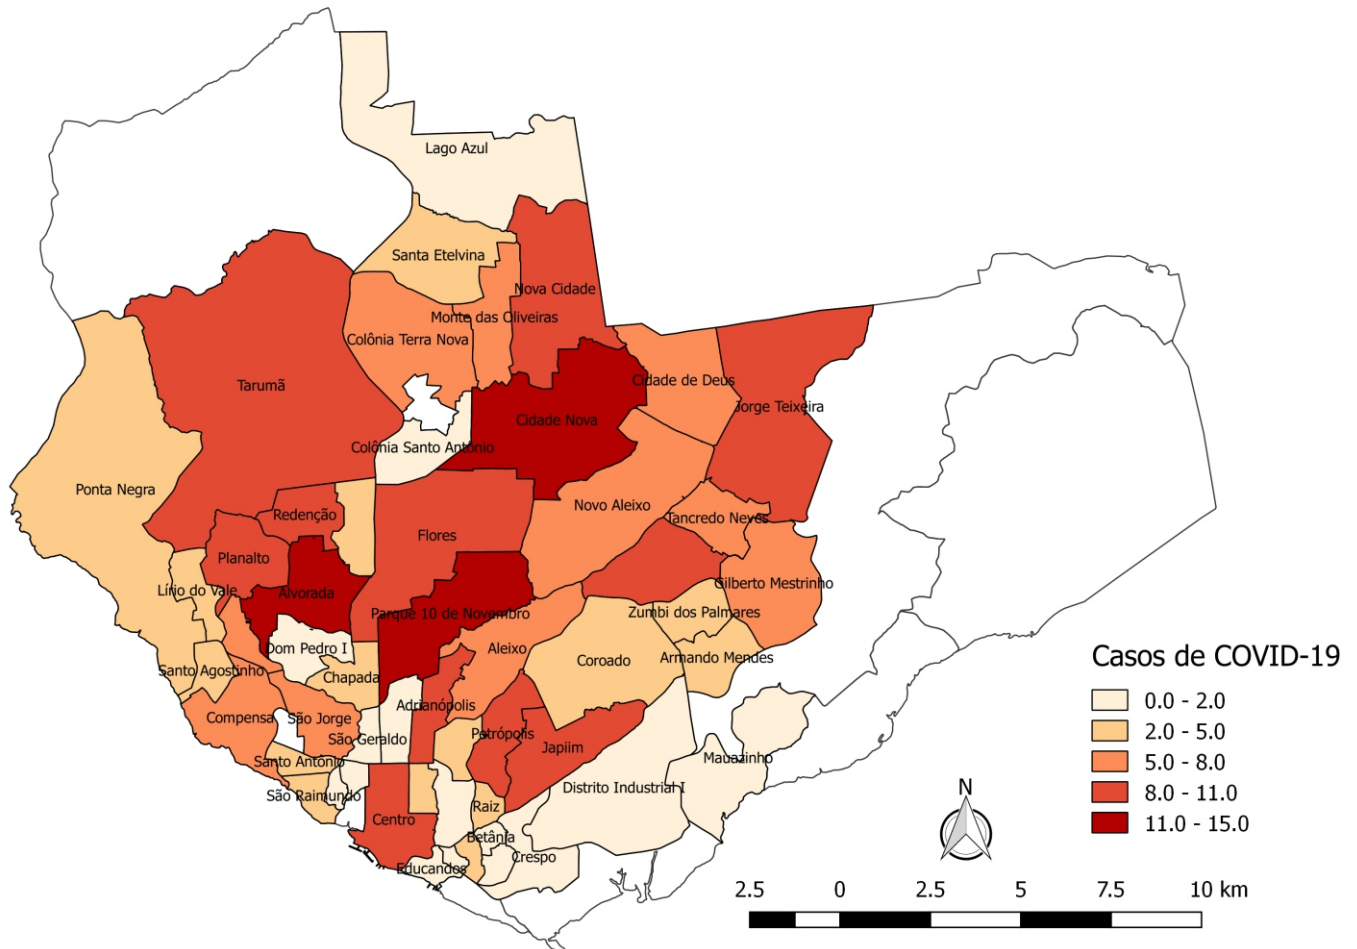 Lago Azul
Santa Etelvina
Nova Cidade
Monte das Oliveiras
Colônia Terra Nova
Tarumã
Cidade de Deus
Jorge Teixeira
Cidade Nova
Colônia Santo Antônio
Ponta Negra
Novo Aleixo
Redenção
Tancredo Neves
Flores
Planalto
Gilberto Mestrinho
Lírio do Vale
Alvorada
Parque 10 de Novembro
Zumbi dos Palmares
Dom Pedro I
Aleixo
Coroado
Armando Mendes
Santo Agostinho
Chapada
Casos de COVID-19
0.0 - 2.0
2.0 - 5.0
5.0 - 8.0
8.0 - 11.0
11.0 - 15.0
Adrianópolis
Compensa
São Jorge
Petrópolis
São Geraldo
Japiim
Santo Antônio
Mauazinho
Distrito Industrial I
São Raimundo
Raiz
Centro
Betânia
Crespo
Educandos
N
2.5 0 2.5 5 7.5 10 km